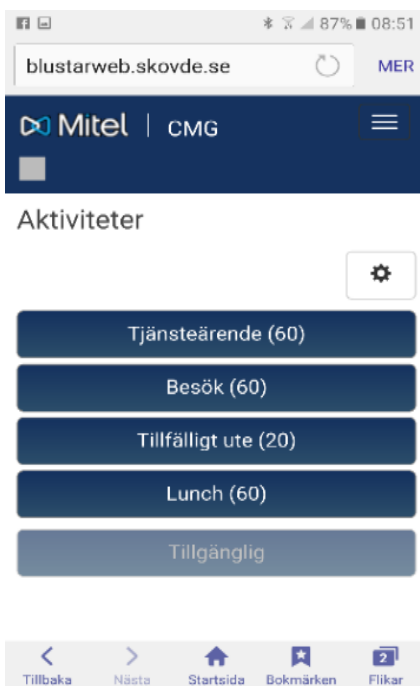 87% 08:51
blustarweb.skovde.se MER
Mitel | CMG
Aktiviteter
Tjänsteärende (60)
Besök (60)
Tillfälligt ute (20)
Lunch (60)
Tillgänglig
2
Tillbaka Nästa Startsida Bokmärken Flikar